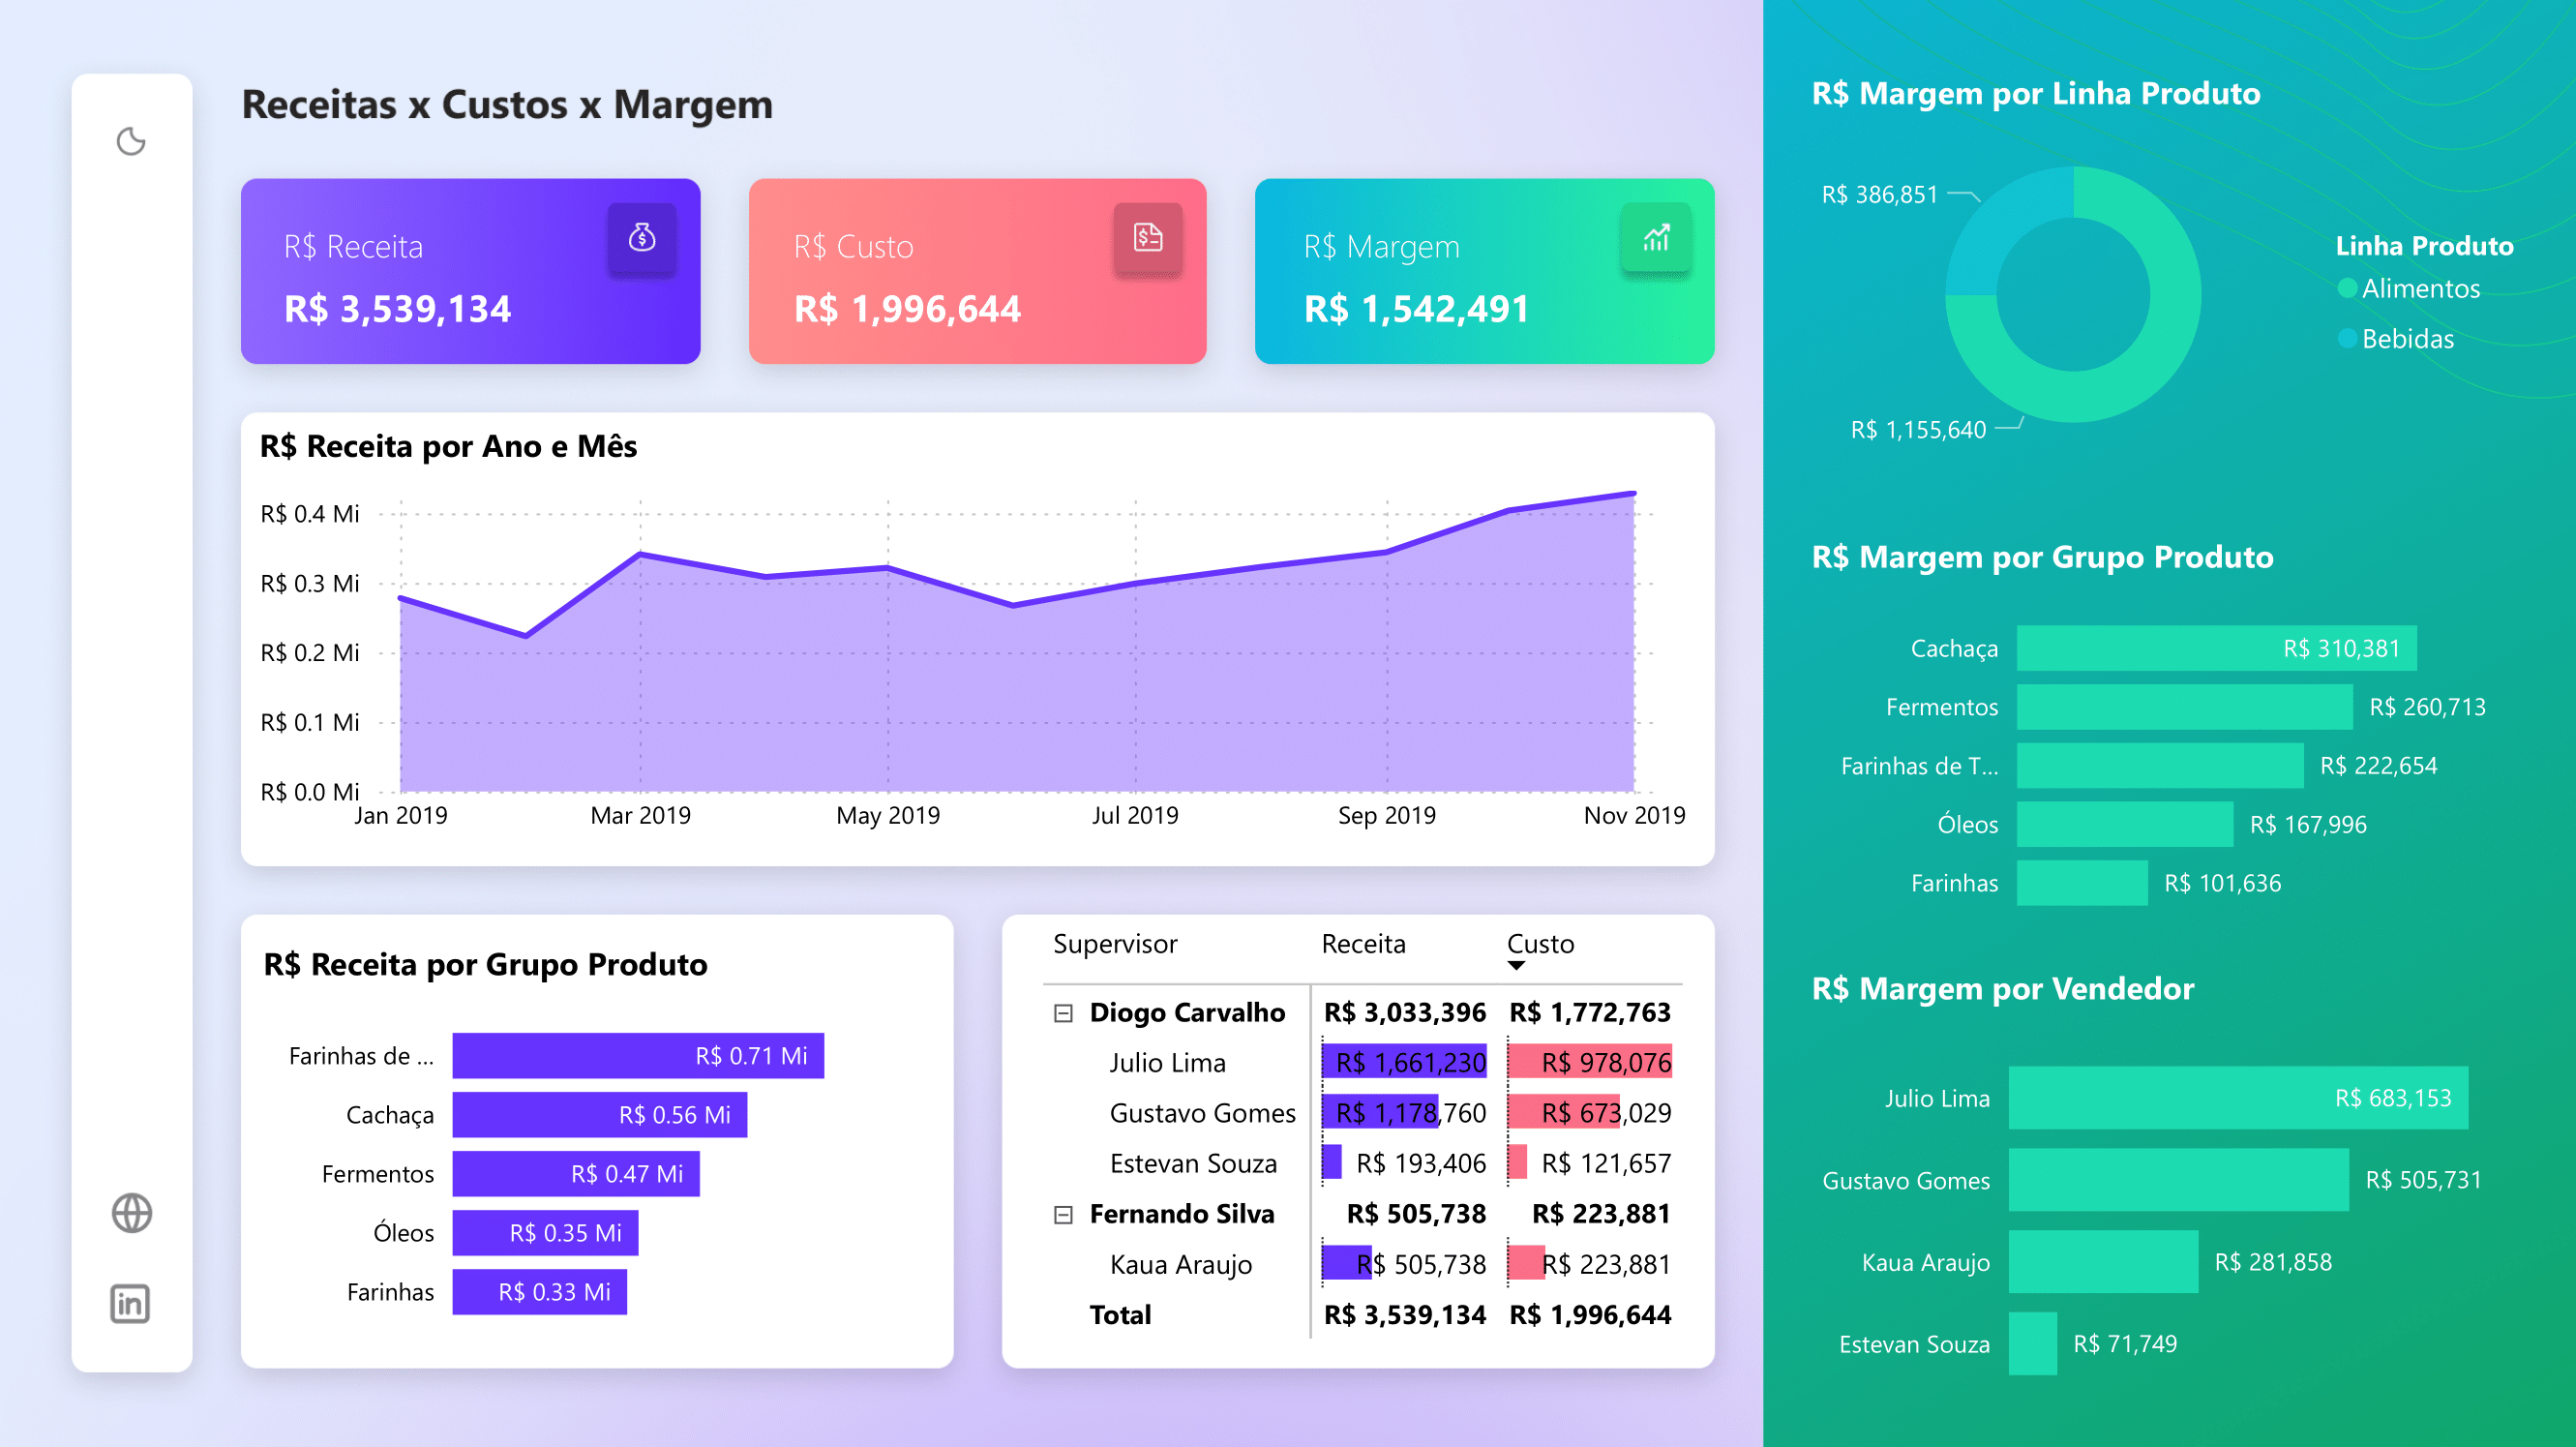 Receitas x Custos x Margem
R$ Receita
R$ 3,539,134
R$ Custo
R$ 1,996,644
R$ Margem
R$ 1,542,491
R$ Receita por Ano e Mês
R$ 0.4 Mi
R$ 0.3 Mi
R$ 0.2 Mi
R$ 0.1 Mi
R$ 0.0 Mi
Jan 2019 Mar 2019 May 2019 Jul 2019 Sep 2019 Nov 2019
R$ Receita por Grupo Produto
Farinhas de ... R$ 0.71 Mi
Cachaça R$ 0.56 Mi
Fermentos R$ 0.47 Mi
Óleos R$ 0.35 Mi
Farinhas R$ 0.33 Mi
Supervisor Receita Custo
Diogo Carvalho R$ 3,033,396 R$ 1,772,763
Julio Lima R$ 1,661,230 R$ 978,076
Gustavo Gomes R$ 1,178,760 R$ 673,029
Estevan Souza R$ 193,406 R$ 121,657
Fernando Silva R$ 505,738 R$ 223,881
Kaua Araujo R$ 505,738 R$ 223,881
Total R$ 3,539,134 R$ 1,996,644
in
R$ Margem por Linha Produto
R$ 386,851
R$ 1,155,640
Linha Produto
Alimentos
Bebidas
R$ Margem por Grupo Produto
Cachaça R$ 310,381
Fermentos R$ 260,713
Farinhas de T... R$ 222,654
Óleos R$ 167,996
Farinhas R$ 101,636
R$ Margem por Vendedor
Julio Lima R$ 683,153
Gustavo Gomes R$ 505,731
Kaua Araujo R$ 281,858
Estevan Souza R$ 71,749